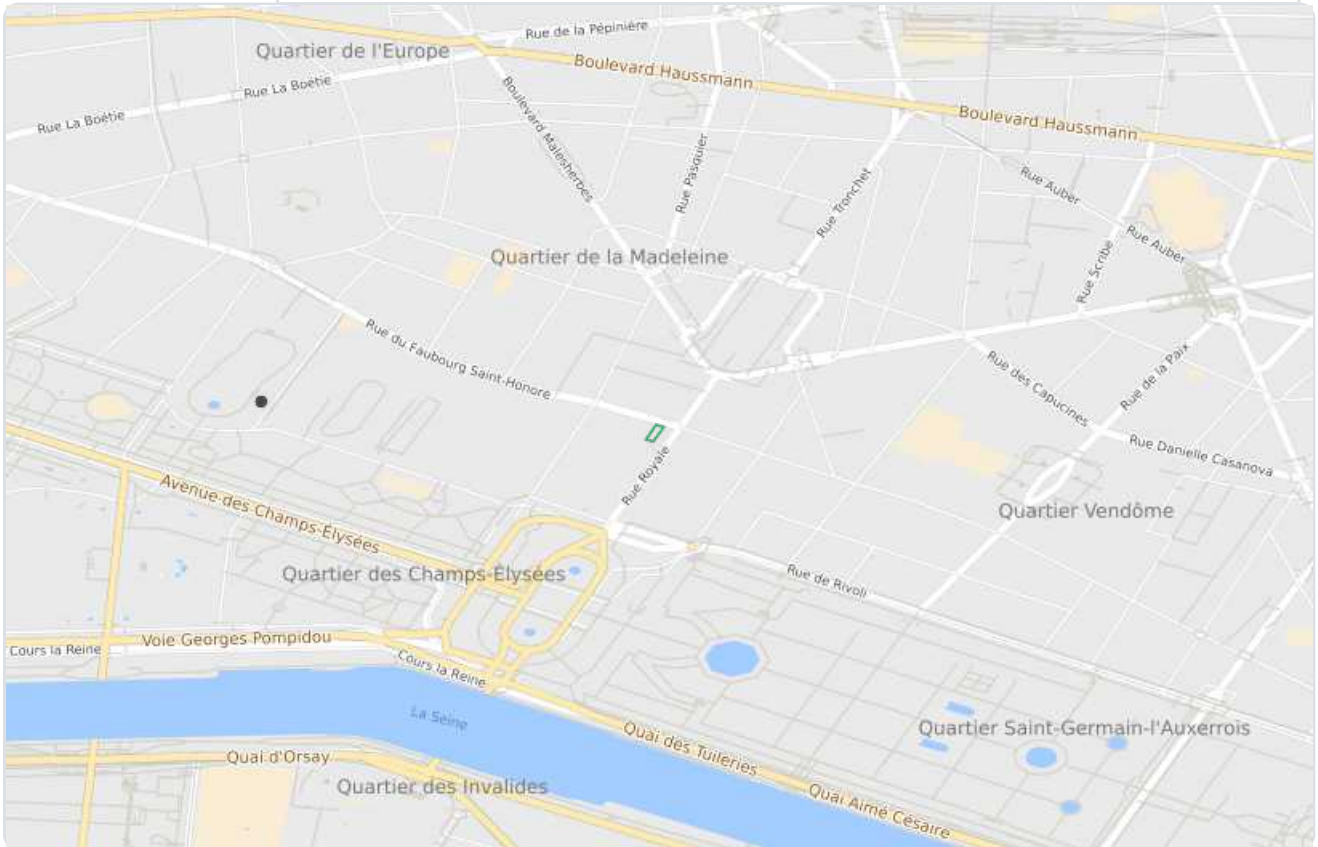 Rue de la Pépinière
Quartier de l'Europe
Boulevard Haussmann
Rue La Boétie
Rue La Boétie
Boulevard Malesherbes
Boulevard Haussmann
Rue Pasquier
Rue Tronchet
Rue Auber
Rue Auber
Quartier de la Madeleine
Rue Scribe
Rue du Faubourg Saint-Honoré
Rue des Capucines
Rue de la Paix
Rue Danielle Casanova
Rue Royale
Avenue des Champs-Élysées
Quartier Vendôme
Quartier des Champs-Élysées
Rue de Rivoli
Voie Georges Pompidou
Cours la Reine
Cours la Reine
La Seine
Quartier Saint-Germain-l'Auxerrois
Quai des Tuileries
Quai d'Orsay
Quartier des Invalides
Quai Aimé Césaire